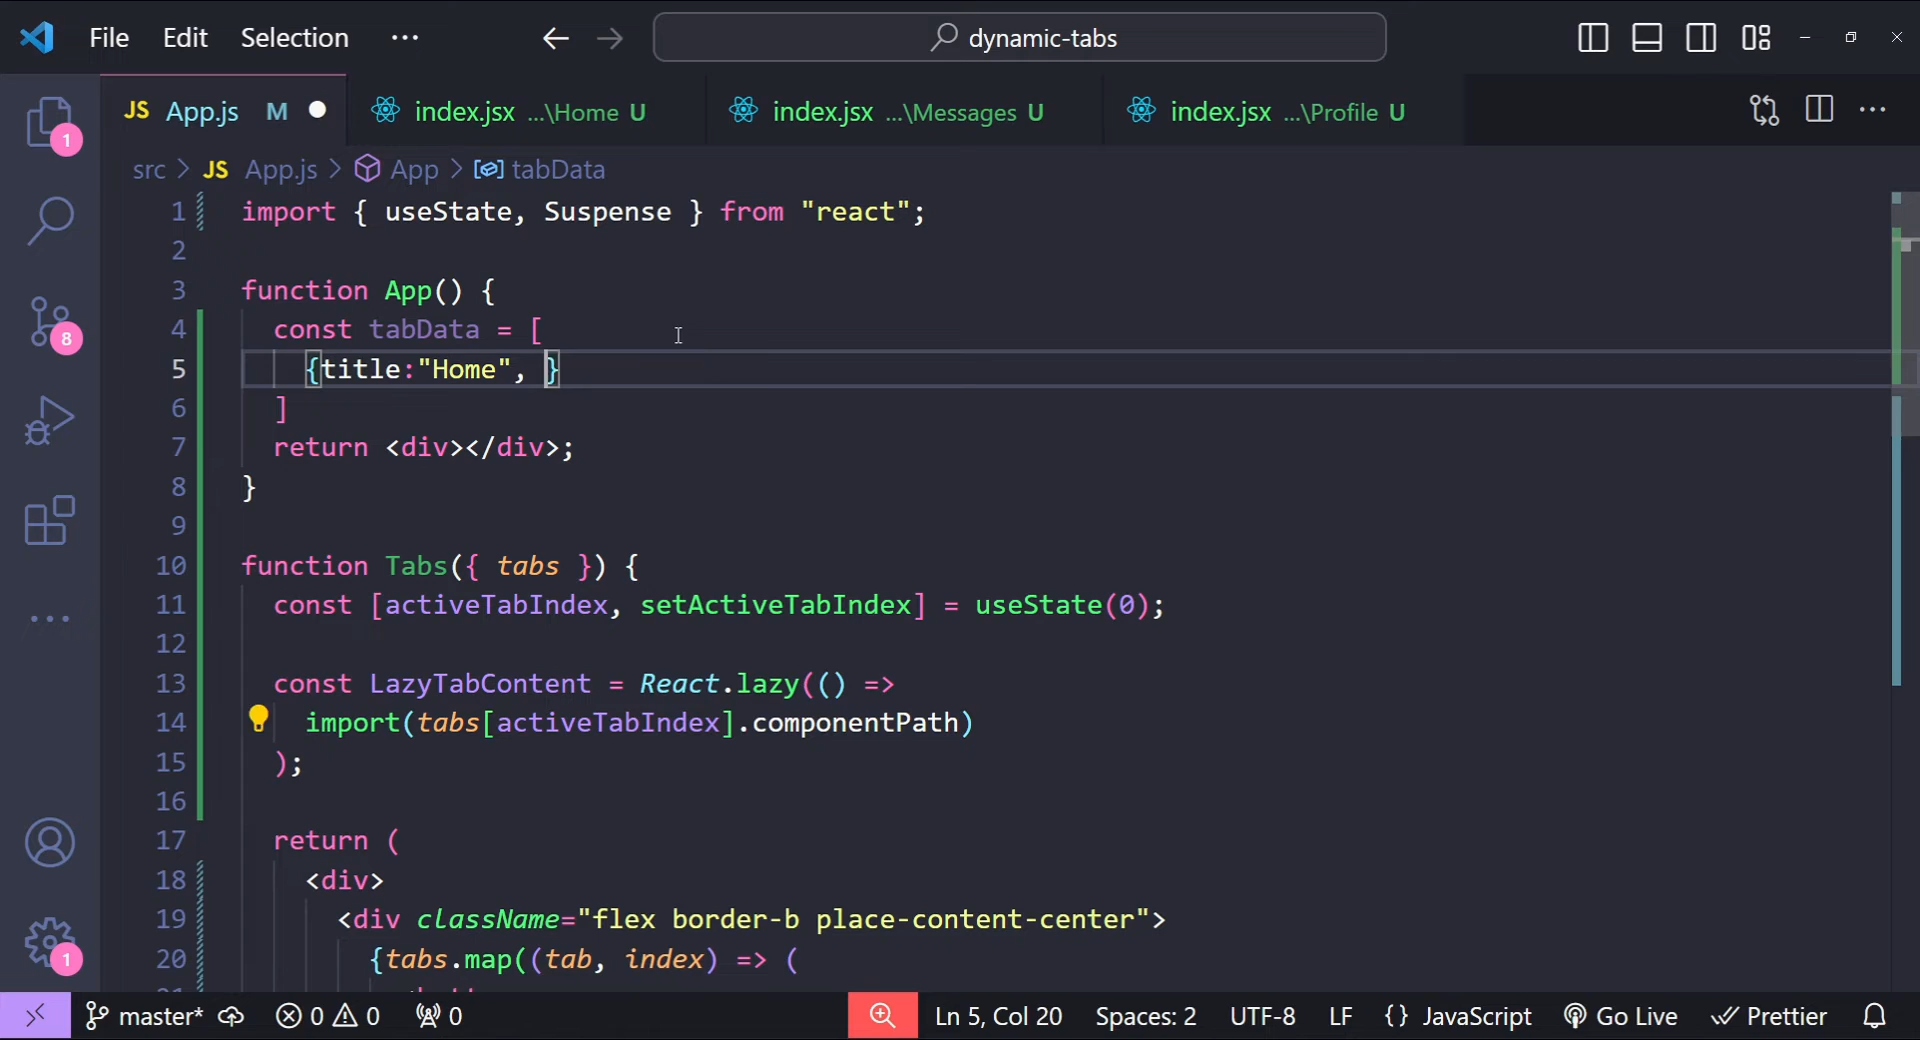 File Edit Selection ··· dynamic-tabs
JS App.js M index.jsx ...\Home U index.jsx ...\Messages U index.jsx ...\Profile U ···
src > JS App.js > App > tabData
1 import { useState, Suspense } from "react";
2
3 function App() {
4 const tabData = [
5 {title:"Home", }
6 ]
7 return <div></div>;
8 }
9
10 function Tabs({ tabs }) {
11 const [activeTabIndex, setActiveTabIndex] = useState(0);
12
13 const LazyTabContent = React.lazy(() =>
14 import(tabs[activeTabIndex].componentPath)
15 );
16
17 return (
18 <div>
19 <div className="flex border-b place-content-center">
20 {tabs.map((tab, index) => (
1
8
1
master* 0 0 0 Ln 5, Col 20 Spaces: 2 UTF-8 LF {} JavaScript Go Live Prettier